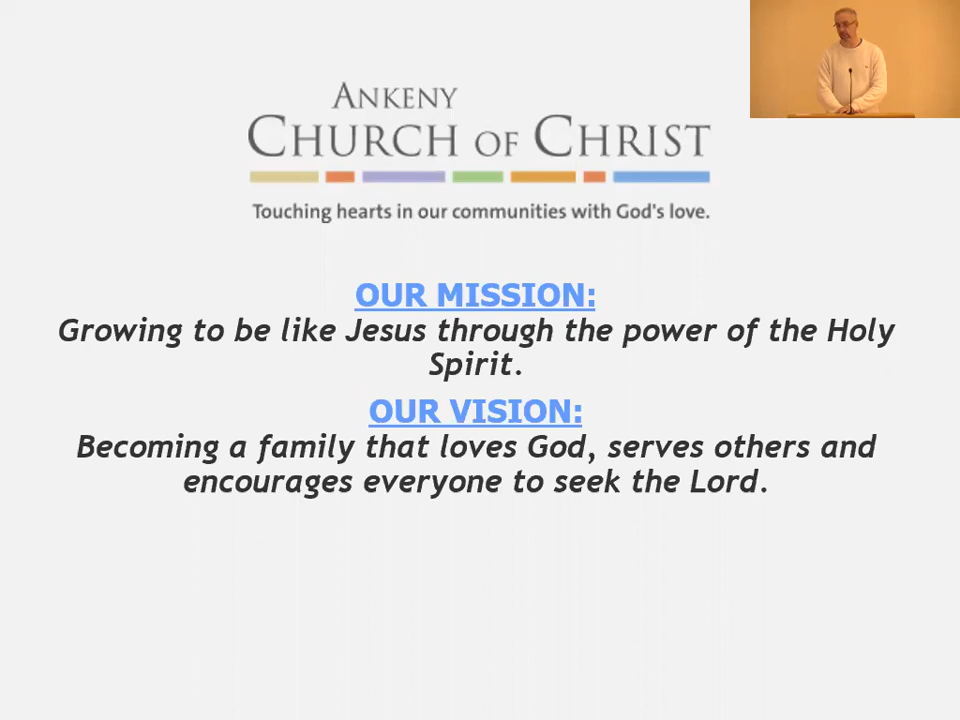 ANKENY
CHURCH OF CHRIST
Touching hearts in our communities with God's love.
OUR MISSION:
Growing to be like Jesus through the power of the Holy
Spirit.
OUR VISION:
Becoming a family that loves God, serves others and
encourages everyone to seek the Lord.